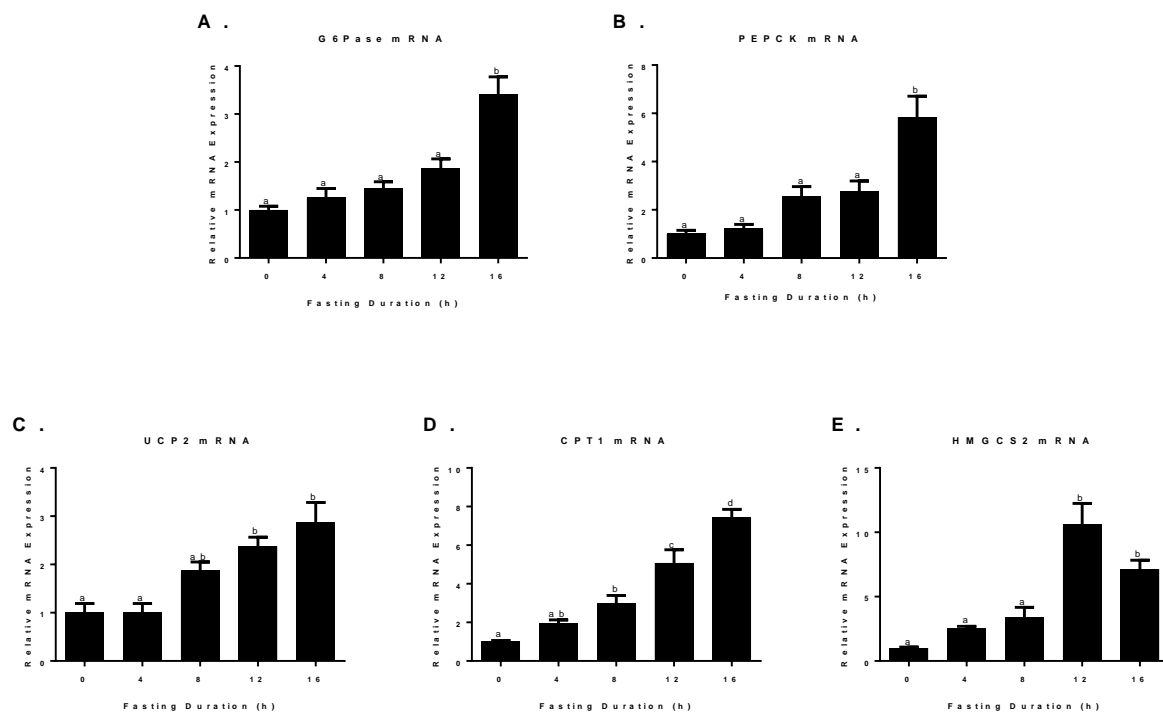 A .
G6Pase mRNA
Relative mRNA Expression
4
3
2
1
0
a
a
a
a
b
0 4 8 12 16
Fasting Duration (h)
B .
PEPCK mRNA
Relative mRNA Expression
8
6
4
2
0
a
a
a
a
b
0 4 8 12 16
Fasting Duration (h)
C .
UCP2 mRNA
Relative mRNA Expression
4
3
2
1
0
a
a
a b
b
b
0 4 8 12 16
Fasting Duration (h)
D .
CPT1 mRNA
Relative mRNA Expression
10
8
6
4
2
0
a
a b
b
c
d
0 4 8 12 16
Fasting Duration (h)
E .
HMGCS2 mRNA
Relative mRNA Expression
15
10
5
0
a
a
a
b
b
0 4 8 12 16
Fasting Duration (h)